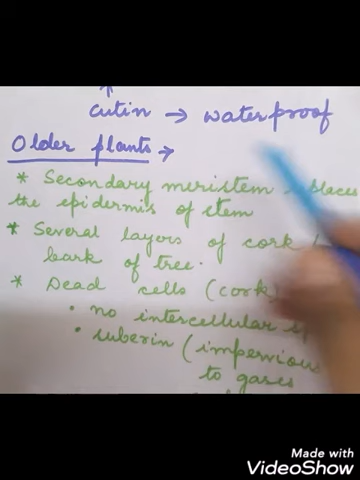 cutin → waterproof
Older plants →
* Secondary meristem
the epidermis of stem
* Several layers of cork
bark of tree.
* Dead cells (cork)
• no intercellular
• suberin (impervious
to gases
Made with
VideoShow